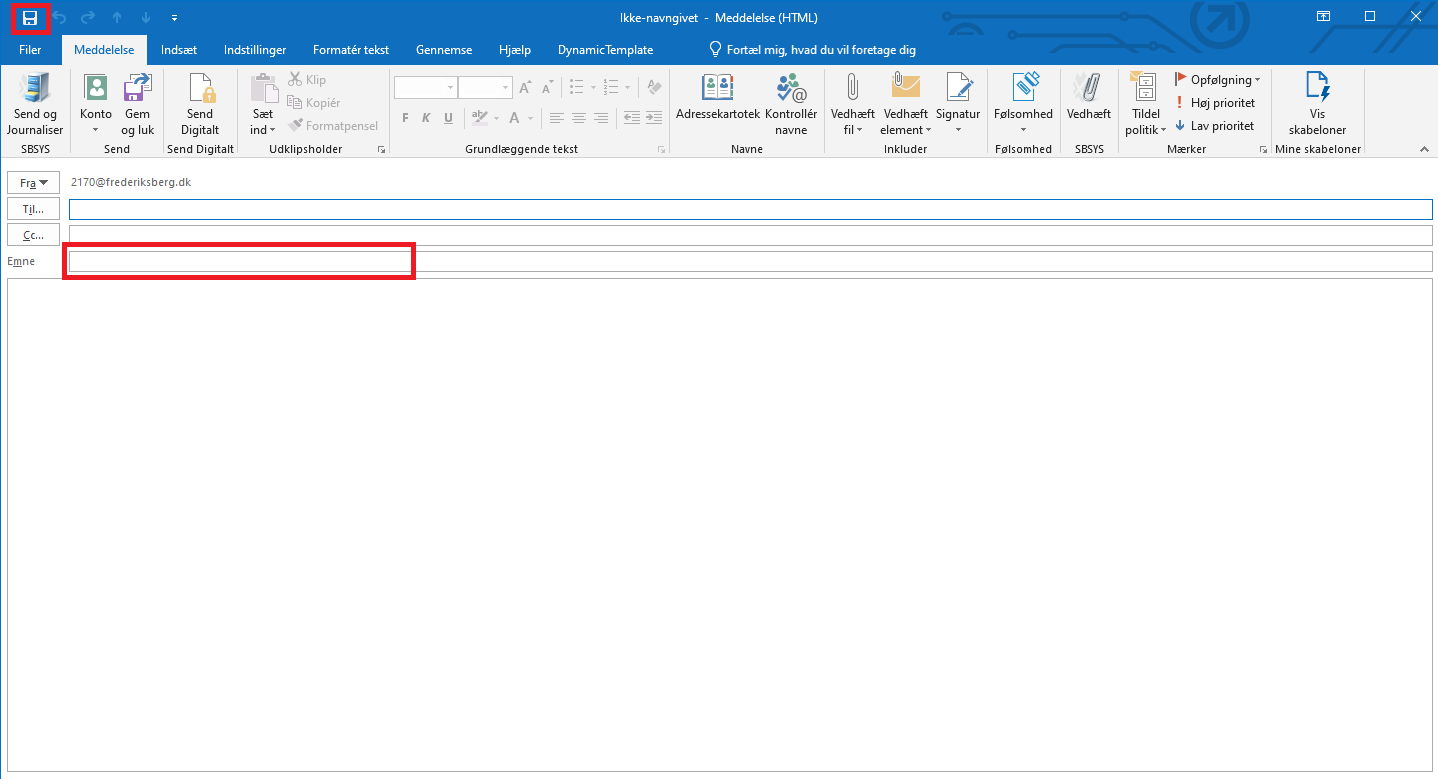 Ikke-navngivet - Meddelelse (HTML)
Filer Meddelelse Indsæt Indstillinger Formatér tekst Gennemse Hjælp DynamicTemplate Fortæl mig, hvad du vil foretage dig
Send og Journaliser
SBSYS
Konto
Gem og luk
Send
Send Digitalt
Send Digitalt
Sæt ind
Klip
Kopiér
Formatpensel
Udklipsholder
F K U
ab A
Grundlæggende tekst
Adressekartotek
Kontrollér navne
Navne
Vedhæft fil
Vedhæft element
Signatur
Inkluder
Følsomhed
Følsomhed
Vedhæft
SBSYS
Tildel politik
Opfølgning
Høj prioritet
Lav prioritet
Mærker
Vis skabeloner
Mine skabeloner
Fra 2170@frederiksberg.dk
Til...
Cc...
Emne